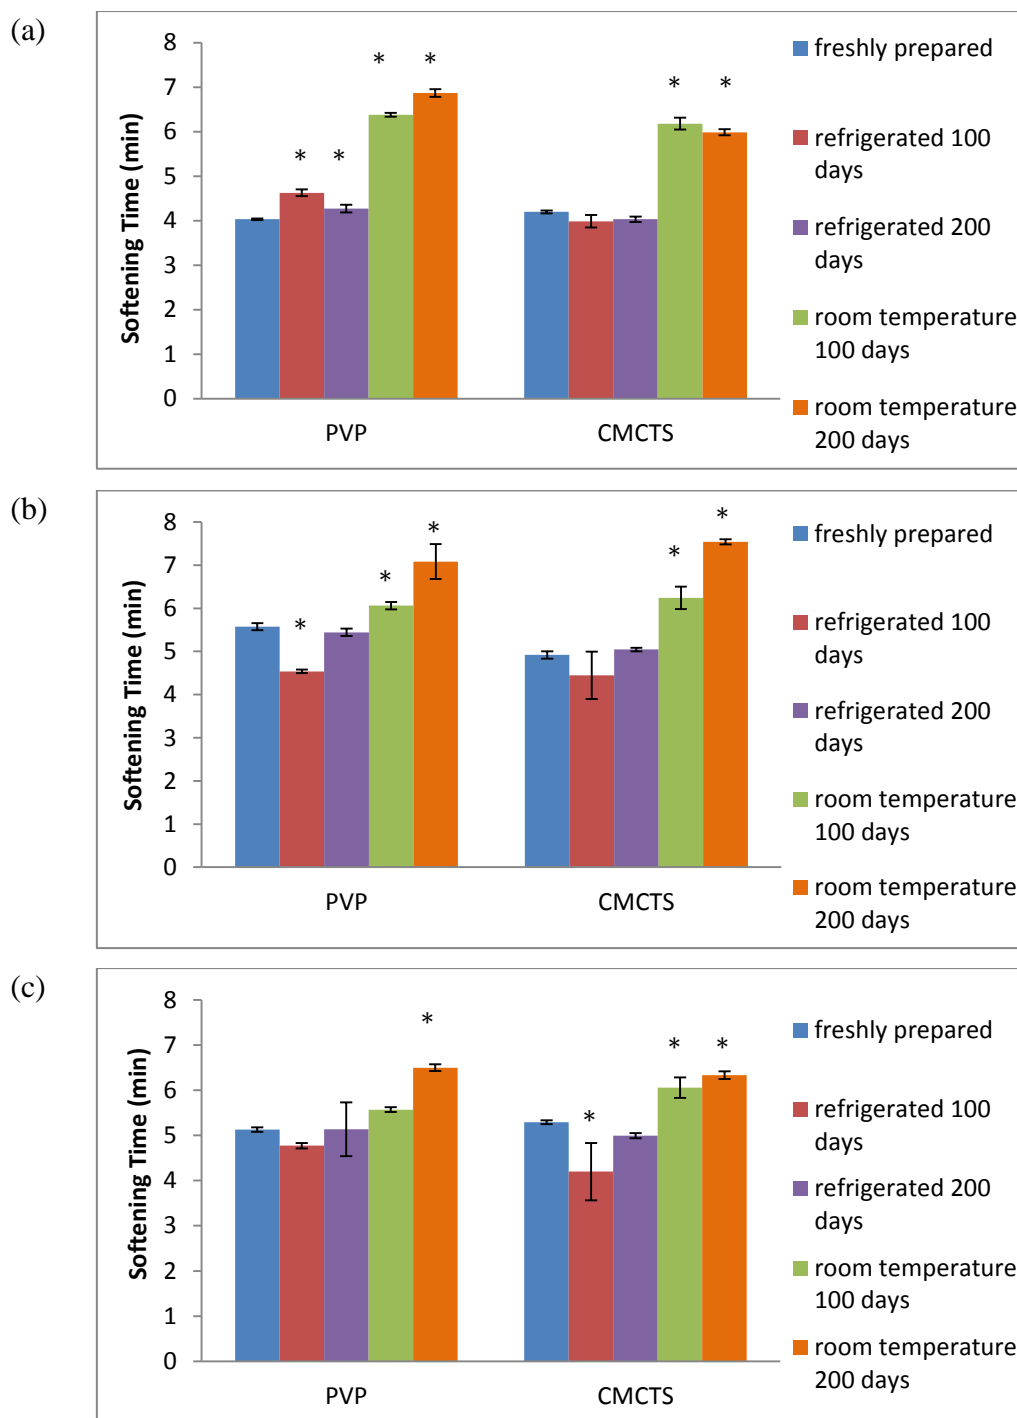 (a)
Softening Time (min)
8
7
6
5
4
3
2
1
0
* * * *
* *
PVP
CMCTS
freshly prepared
refrigerated 100
days
refrigerated 200
days
room temperature
100 days
room temperature
200 days
(b)
Softening Time (min)
8
7
6
5
4
3
2
1
0
* * *
* *
PVP
CMCTS
freshly prepared
refrigerated 100
days
refrigerated 200
days
room temperature
100 days
room temperature
200 days
(c)
Softening Time (min)
8
7
6
5
4
3
2
1
0
*
* * *
PVP
CMCTS
freshly prepared
refrigerated 100
days
refrigerated 200
days
room temperature
100 days
room temperature
200 days